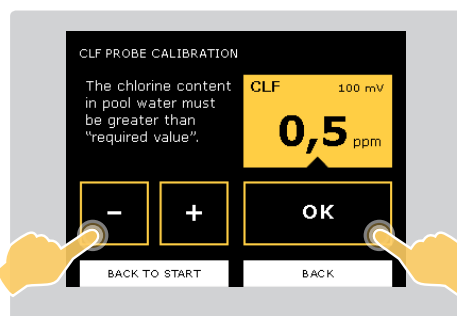 CLF PROBE CALIBRATION
The chlorine content
in pool water must
be greater than
"required value".
CLF 100 mV
0,5 ppm
- + OK
BACK TO START BACK